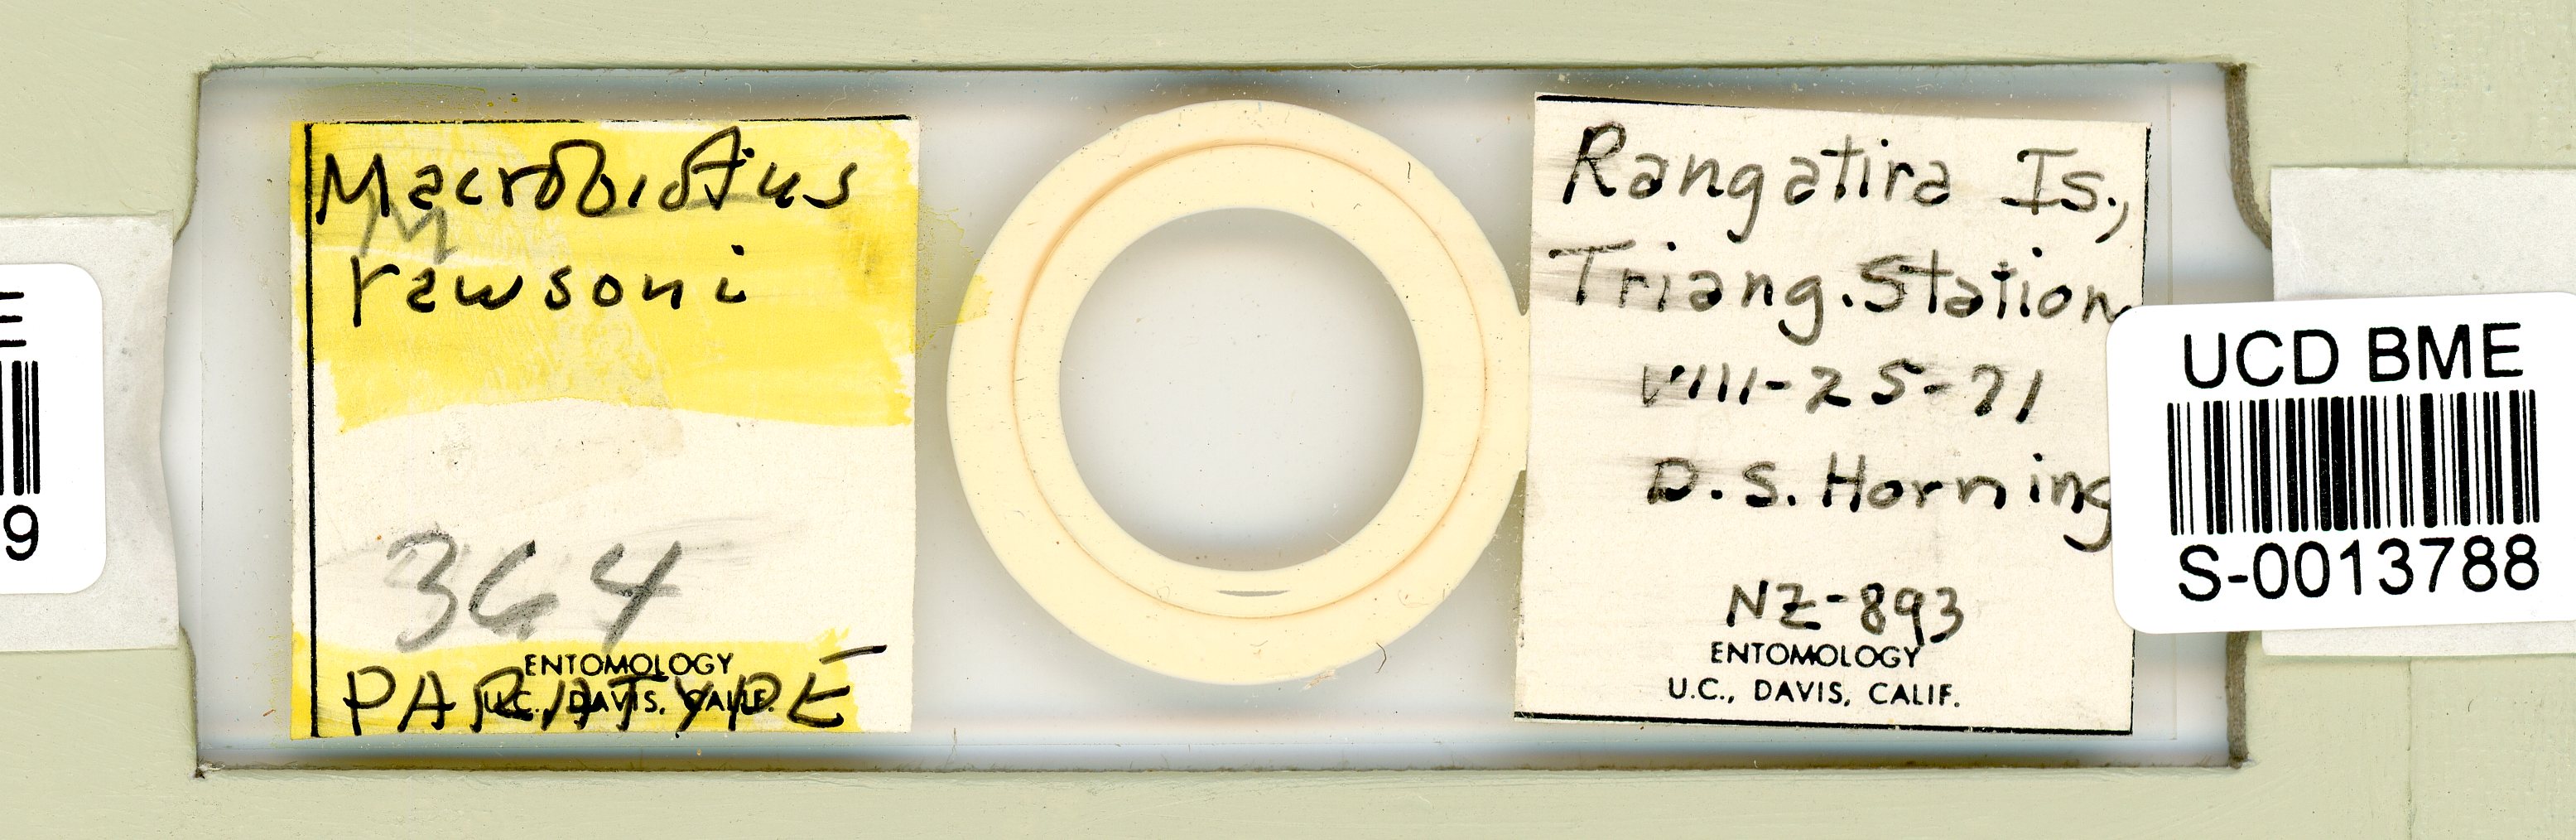 Macrobiotus
M
rawsoni
364
ENTOMOLOGY
U.C., DAVIS, CALIF.
PARATYPE
Rangatira Is.,
Triang. Station
VIII-25-71
D. S. Horning
NZ-893
ENTOMOLOGY
U.C., DAVIS, CALIF.
UCD BME
S-0013788
E
9